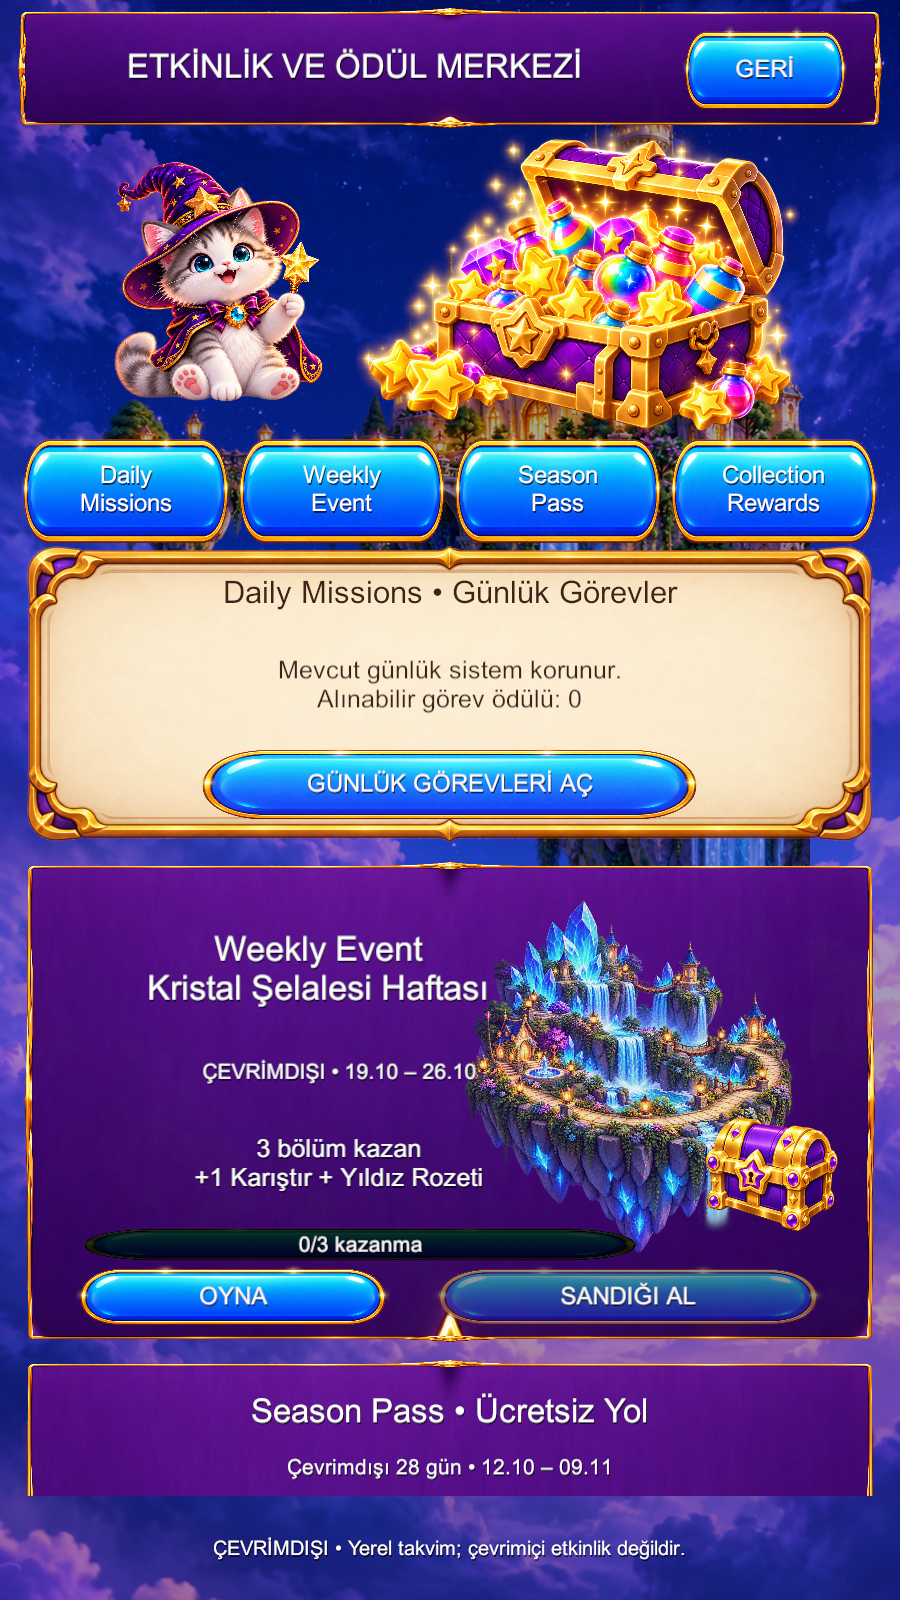 ETKİNLİK VE ÖDÜL MERKEZİ
GERİ
Daily
Missions
Weekly
Event
Season
Pass
Collection
Rewards
Daily Missions • Günlük Görevler
Mevcut günlük sistem korunur.
Alınabilir görev ödülü: 0
GÜNLÜK GÖREVLERİ AÇ
Weekly Event
Kristal Şelalesi Haftası
ÇEVRİMDIŞI • 19.10 – 26.10
3 bölüm kazan
+1 Karıştır + Yıldız Rozeti
0/3 kazanma
OYNA
SANDIĞI AL
Season Pass • Ücretsiz Yol
Çevrimdışı 28 gün • 12.10 – 09.11
ÇEVRİMDIŞI • Yerel takvim; çevrimiçi etkinlik değildir.